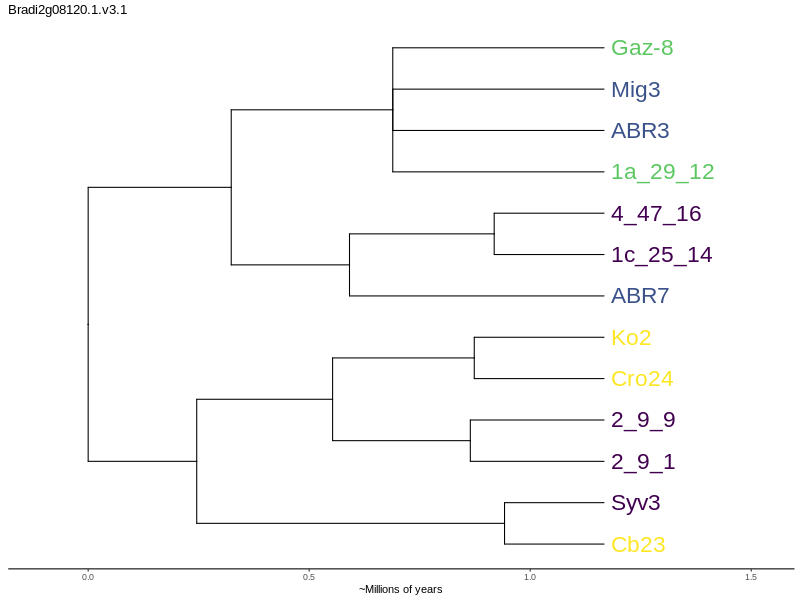 Bradi2g08120.1.v3.1
Gaz-8
Mig3
ABR3
1a_29_12
4_47_16
1c_25_14
ABR7
Ko2
Cro24
2_9_9
2_9_1
Syv3
Cb23
0.0 0.5 1.0 1.5
~Millions of years